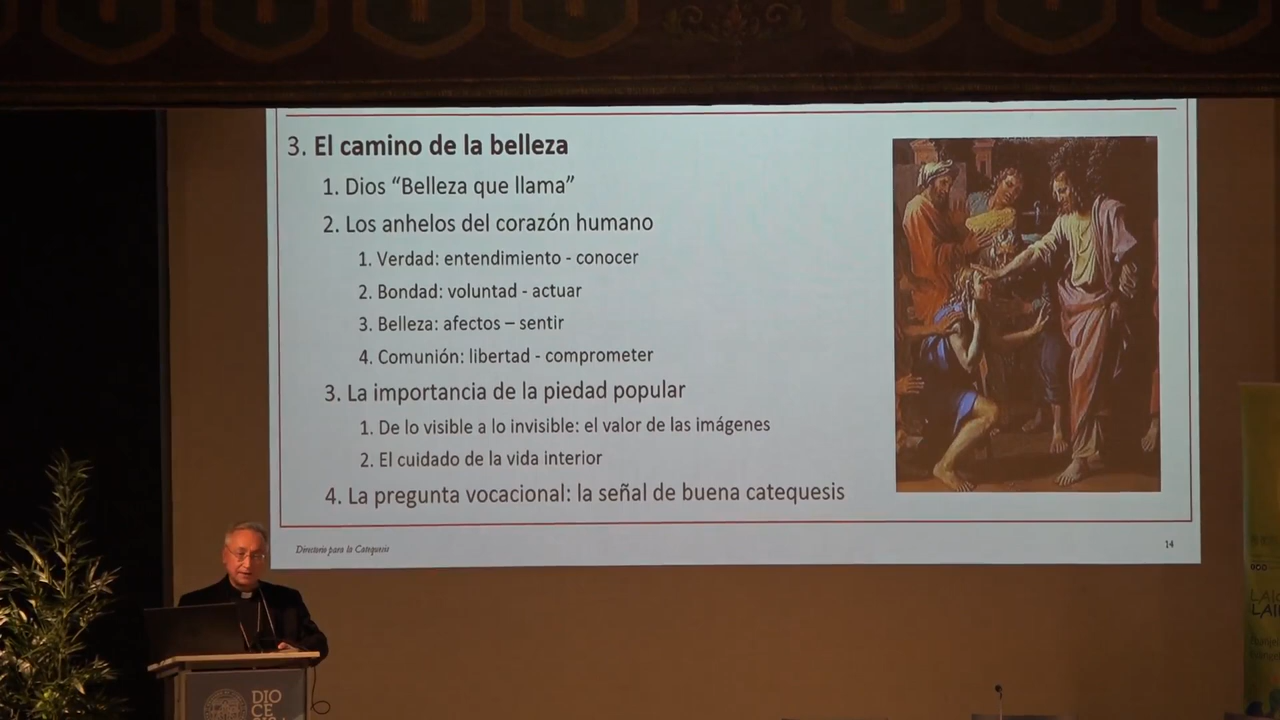 3. El camino de la belleza
1. Dios “Belleza que llama”
2. Los anhelos del corazón humano
1. Verdad: entendimiento - conocer
2. Bondad: voluntad - actuar
3. Belleza: afectos – sentir
4. Comunión: libertad - comprometer
3. La importancia de la piedad popular
1. De lo visible a lo invisible: el valor de las imágenes
2. El cuidado de la vida interior
4. La pregunta vocacional: la señal de buena catequesis
Directorio para la Catequesis
14
DIO
CE